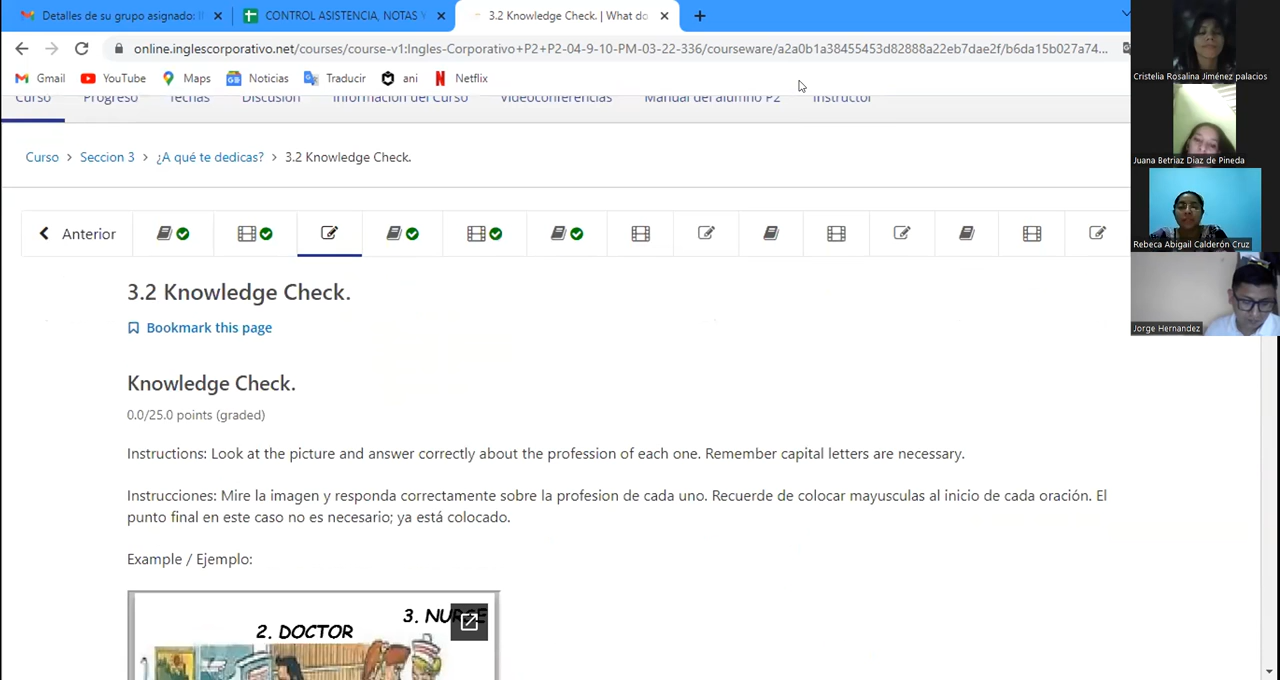 Detalles de su grupo asignado: I
CONTROL ASISTENCIA, NOTAS Y
3.2 Knowledge Check. | What do
online.inglescorporativo.net/courses/course-v1:Ingles-Corporativo+P2+P2-04-9-10-PM-03-22-336/courseware/a2a0b1a38455453d82888a22eb7dae2f/b6da15b027a74...
Gmail YouTube Maps Noticias Traducir ani Netflix
Curso Progreso Fechas Discusión Información del Curso Videoconferencias Manual del alumno P2 Instructor
Curso > Seccion 3 > ¿A qué te dedicas? > 3.2 Knowledge Check.
Anterior
3.2 Knowledge Check.
Bookmark this page
Knowledge Check.
0.0/25.0 points (graded)
Instructions: Look at the picture and answer correctly about the profession of each one. Remember capital letters are necessary.
Instrucciones: Mire la imagen y responda correctamente sobre la profesion de cada uno. Recuerde de colocar mayusculas al inicio de cada oración. El
punto final en este caso no es necesario; ya está colocado.
Example / Ejemplo:
3. NURSE
2. DOCTOR
Cristelia Rosalina Jiménez palacios
Juana Betriaz Diaz de Pineda
Rebeca Abigail Calderón Cruz
Jorge Hernandez